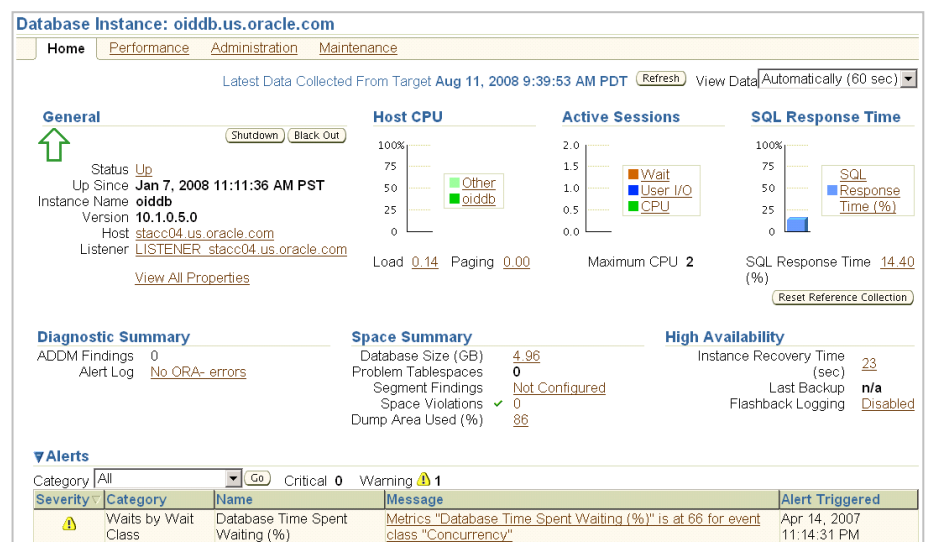 Database Instance: oiddb.us.oracle.com
Home Performance Administration Maintenance
Latest Data Collected From Target Aug 11, 2008 9:39:53 AM PDT Refresh View Data Automatically (60 sec)
General
Shutdown Black Out
Status Up
Up Since Jan 7, 2008 11:11:36 AM PST
Instance Name oiddb
Version 10.1.0.5.0
Host stacc04.us.oracle.com
Listener LISTENER_stacc04.us.oracle.com
View All Properties
Host CPU
100%
75
50
25
0
Other
oiddb
Load 0.14 Paging 0.00
Active Sessions
2.0
1.5
1.0
0.5
0.0
Wait
User I/O
CPU
Maximum CPU 2
SQL Response Time
100%
75
50
25
0
SQL
Response
Time (%)
SQL Response Time 14.40
(%)
Reset Reference Collection
Diagnostic Summary
ADDM Findings 0
Alert Log No ORA- errors
Space Summary
Database Size (GB) 4.96
Problem Tablespaces 0
Segment Findings Not Configured
Space Violations 0
Dump Area Used (%) 86
High Availability
Instance Recovery Time
(sec) 23
Last Backup n/a
Flashback Logging Disabled
Alerts
Category All Go Critical 0 Warning 1
Severity Category Name Message Alert Triggered
Waits by Wait
Class
Database Time Spent
Waiting (%)
Metrics "Database Time Spent Waiting (%)" is at 66 for event
class "Concurrency"
Apr 14, 2007
11:14:31 PM